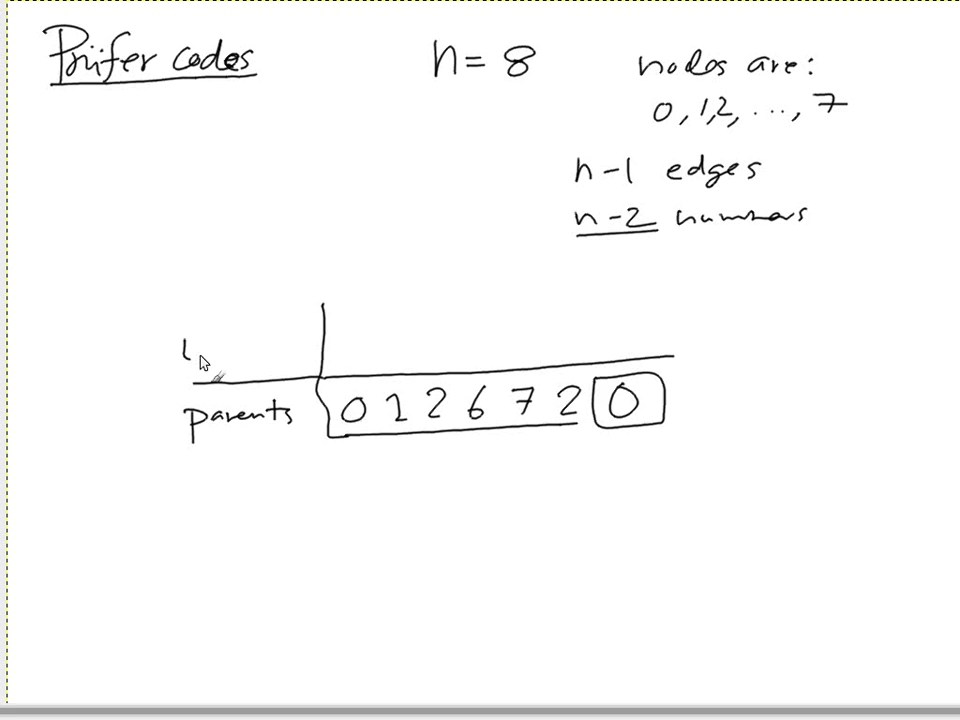 Prüfer codes
n = 8
nodes are:
0, 1, 2, ..., 7
n-1 edges
n-2 numbers
parents 0 1 2 6 7 2 0